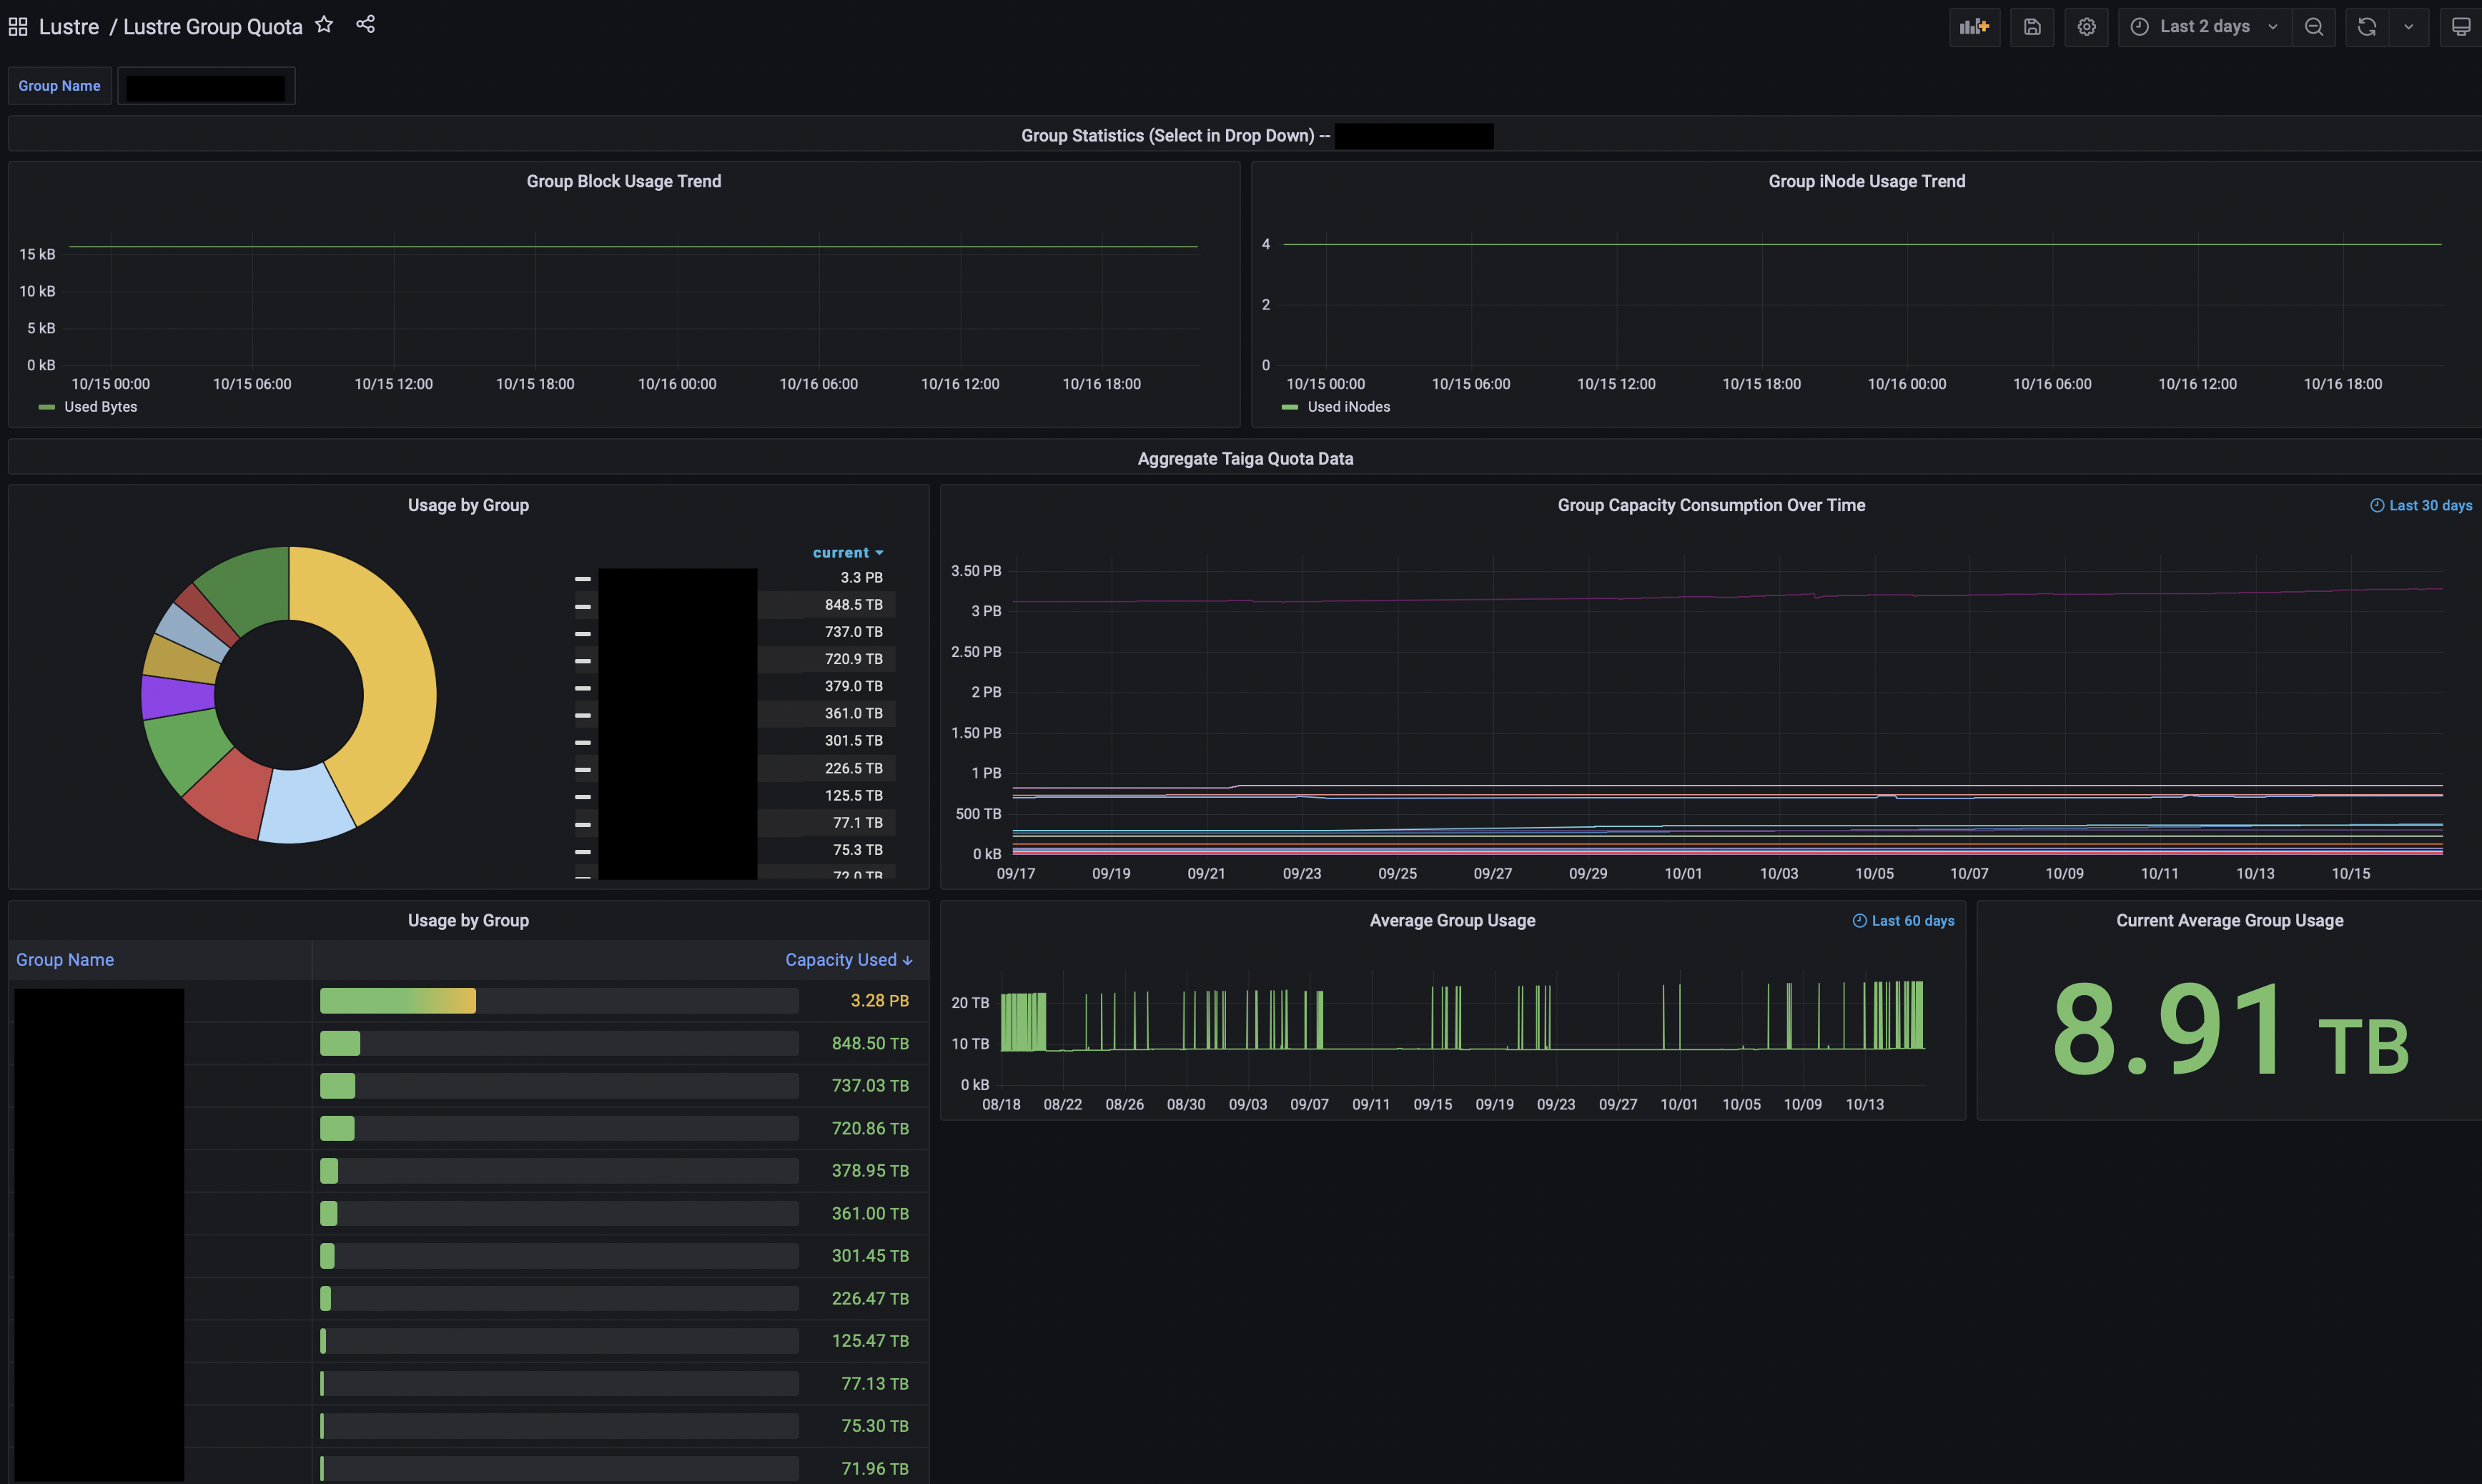 Lustre / Lustre Group Quota
Last 2 days
Group Name
Group Statistics (Select in Drop Down) --
Group Block Usage Trend
15 kB
10 kB
5 kB
0 kB
10/15 00:00 10/15 06:00 10/15 12:00 10/15 18:00 10/16 00:00 10/16 06:00 10/16 12:00 10/16 18:00
Used Bytes
Group iNode Usage Trend
4
2
0
10/15 00:00 10/15 06:00 10/15 12:00 10/15 18:00 10/16 00:00 10/16 06:00 10/16 12:00 10/16 18:00
Used iNodes
Aggregate Taiga Quota Data
Usage by Group
current
3.3 PB
848.5 TB
737.0 TB
720.9 TB
379.0 TB
361.0 TB
301.5 TB
226.5 TB
125.5 TB
77.1 TB
75.3 TB
72.0 TB
Group Capacity Consumption Over Time
Last 30 days
3.50 PB
3 PB
2.50 PB
2 PB
1.50 PB
1 PB
500 TB
0 kB
09/17 09/19 09/21 09/23 09/25 09/27 09/29 10/01 10/03 10/05 10/07 10/09 10/11 10/13 10/15
Usage by Group
Group Name Capacity Used
3.28 PB
848.50 TB
737.03 TB
720.86 TB
378.95 TB
361.00 TB
301.45 TB
226.47 TB
125.47 TB
77.13 TB
75.30 TB
71.96 TB
Average Group Usage
Last 60 days
20 TB
10 TB
0 kB
08/18 08/22 08/26 08/30 09/03 09/07 09/11 09/15 09/19 09/23 09/27 10/01 10/05 10/09 10/13
Current Average Group Usage
8.91 TB